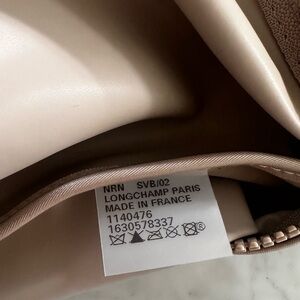 NRN SVB/02
LONGCHAMP PARIS
MADE IN FRANCE
1140476
1630578337